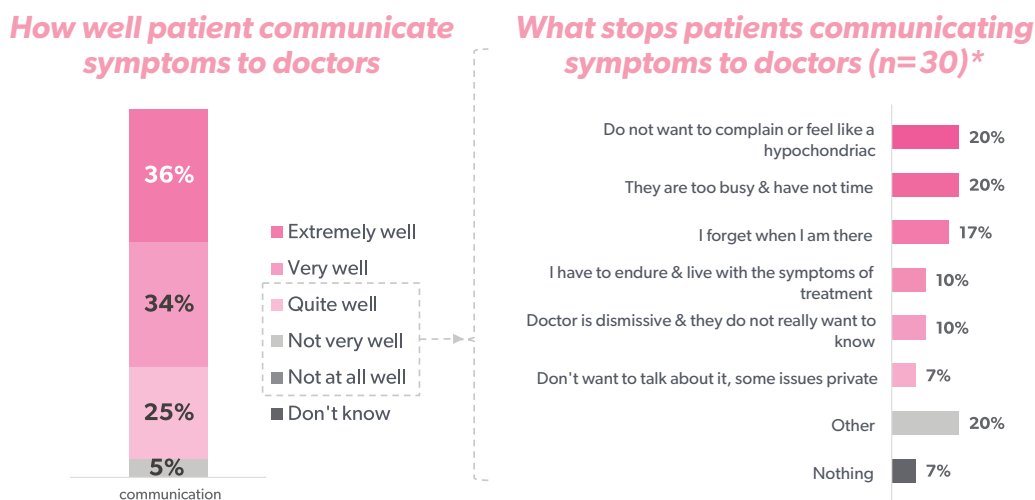 How well patient communicate
symptoms to doctors
36%
34%
25%
5%
communication
Extremely well
Very well
Quite well
Not very well
Not at all well
Don't know
What stops patients communicating
symptoms to doctors (n=30)*
Do not want to complain or feel like a
hypochondriac
20%
They are too busy & have not time
20%
I forget when I am there
17%
I have to endure & live with the symptoms of
treatment
10%
Doctor is dismissive & they do not really want to
know
10%
Don't want to talk about it, some issues private
7%
Other
20%
Nothing
7%